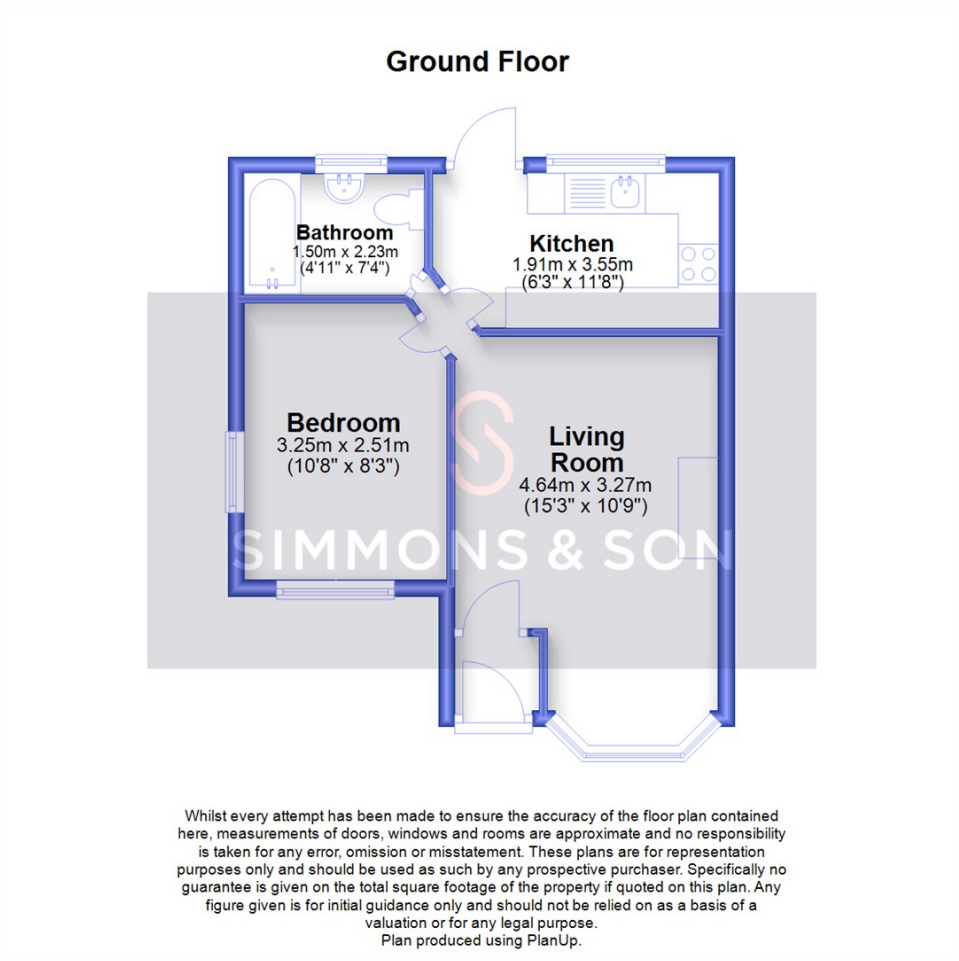 Ground Floor
Bathroom
1.50m x 2.23m
(4'11" x 7'4")
Kitchen
1.91m x 3.55m
(6'3" x 11'8")
Bedroom
3.25m x 2.51m
(10'8" x 8'3")
Living
Room
4.64m x 3.27m
(15'3" x 10'9")
SIMMONS & SON
Whilst every attempt has been made to ensure the accuracy of the floor plan contained
here, measurements of doors, windows and rooms are approximate and no responsibility
is taken for any error, omission or misstatement. These plans are for representation
purposes only and should be used as such by any prospective purchaser. Specifically no
guarantee is given on the total square footage of the property if quoted on this plan. Any
figure given is for initial guidance only and should not be relied on as a basis of a
valuation or for any legal purpose.
Plan produced using PlanUp.